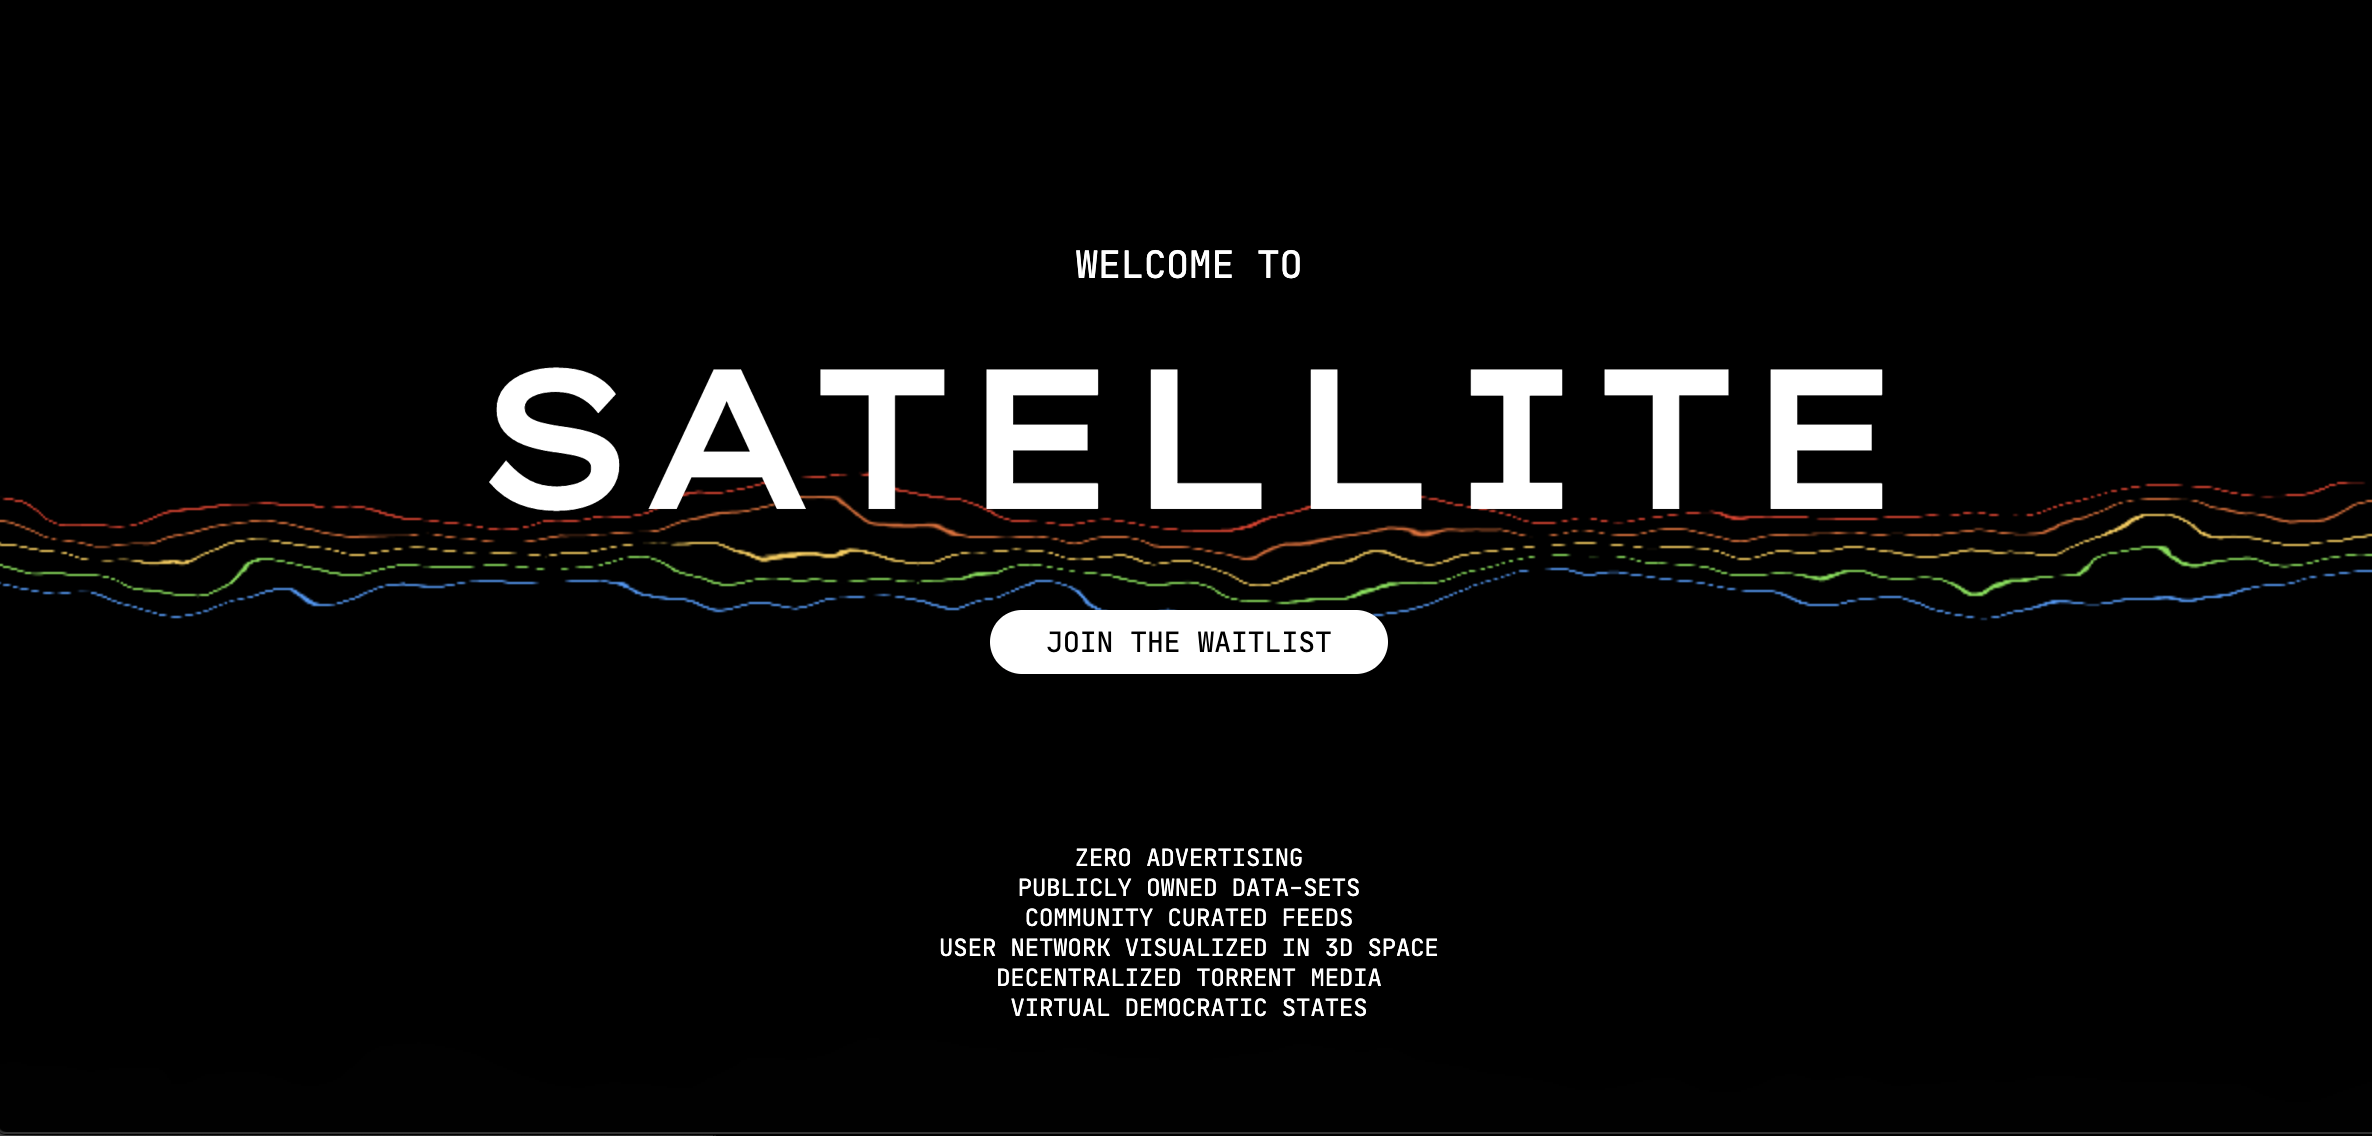 WELCOME TO
SATELLITE
JOIN THE WAITLIST
ZERO ADVERTISING
PUBLICLY OWNED DATA-SETS
COMMUNITY CURATED FEEDS
USER NETWORK VISUALIZED IN 3D SPACE
DECENTRALIZED TORRENT MEDIA
VIRTUAL DEMOCRATIC STATES